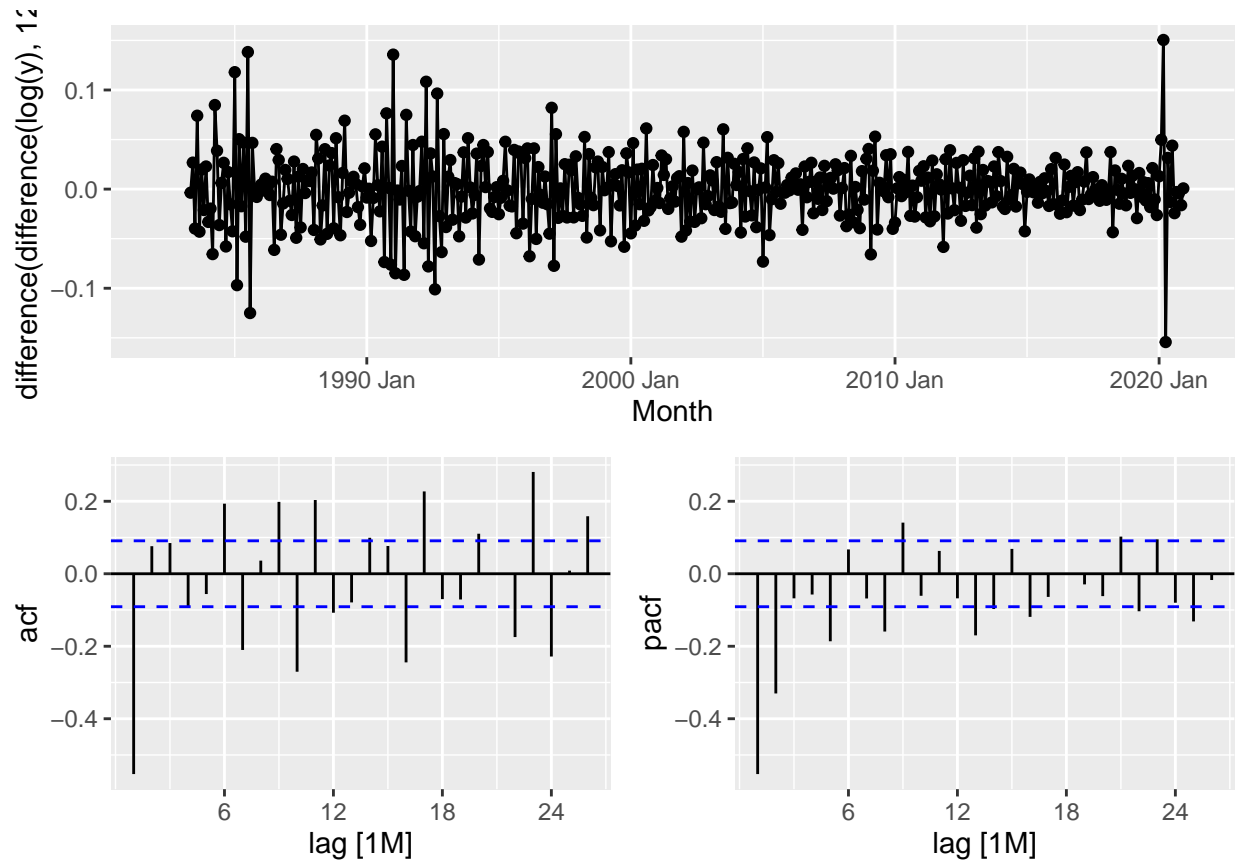 difference(difference(log(y), 12
0.1
0.0
−0.1
1990 Jan
2000 Jan
2010 Jan
2020 Jan
Month
acf
0.2
0.0
−0.2
−0.4
6
12
18
24
lag [1M]
pacf
0.2
0.0
−0.2
−0.4
6
12
18
24
lag [1M]